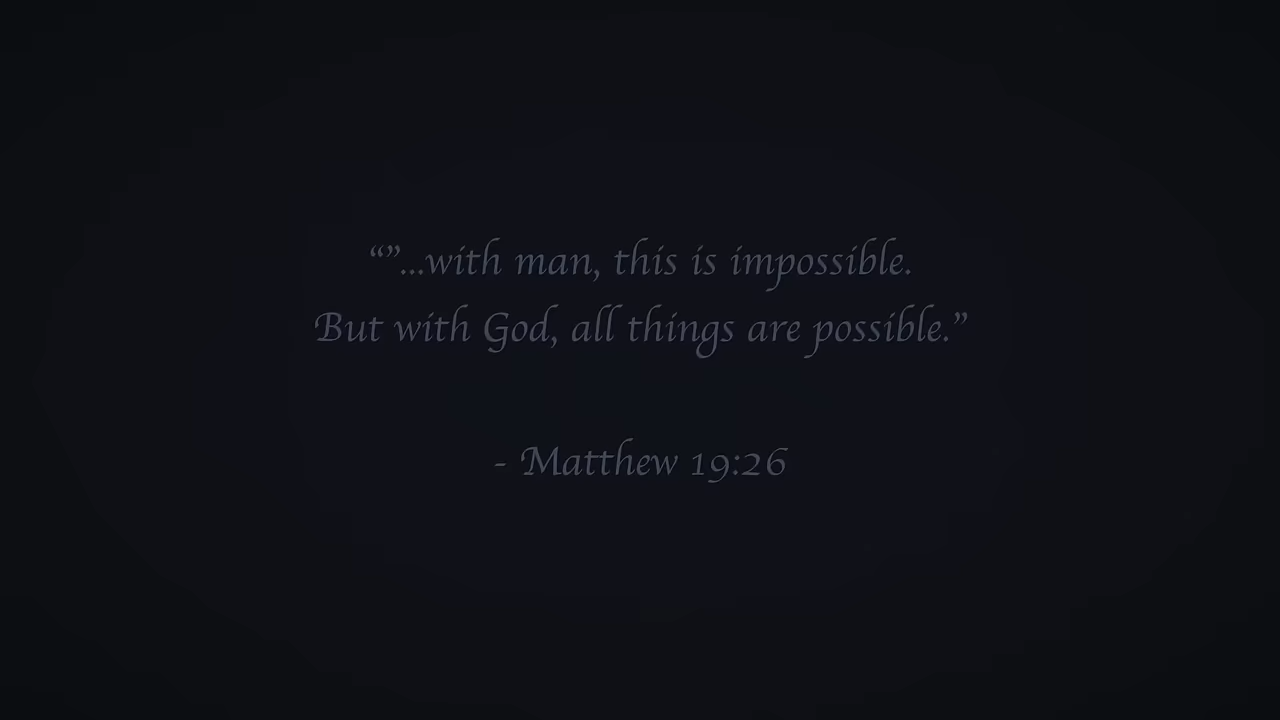 “”...with man, this is impossible.
But with God, all things are possible.”
- Matthew 19:26